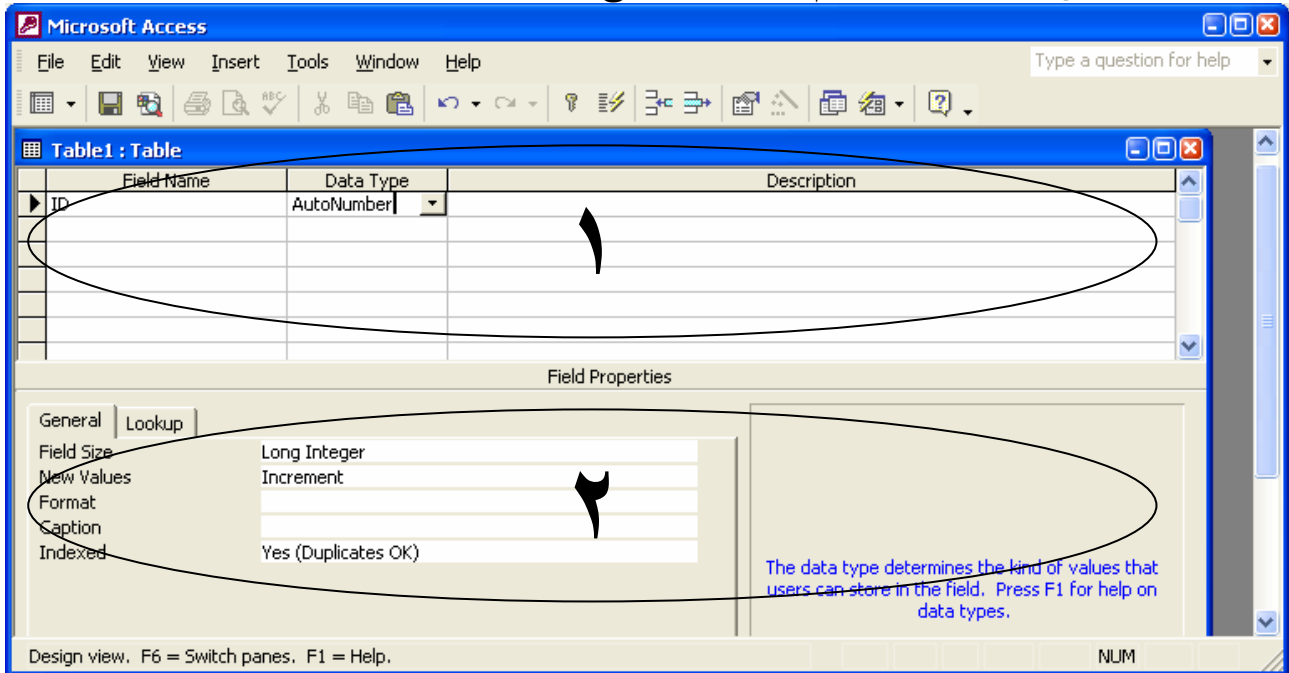 Microsoft Access
File Edit View Insert Tools Window Help Type a question for help
Table1 : Table
Field Name Data Type Description
ID AutoNumber
١
Field Properties
General Lookup
Field Size Long Integer
New Values Increment
Format
Caption
Indexed Yes (Duplicates OK)
٢
The data type determines the kind of values that
users can store in the field. Press F1 for help on
data types.
Design view. F6 = Switch panes. F1 = Help. NUM